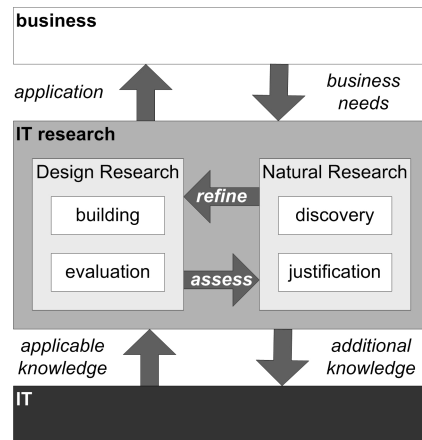 business
application
business
needs
IT research
Design Research
Natural Research
refine
building
discovery
evaluation
assess
justification
applicable
knowledge
additional
knowledge
IT